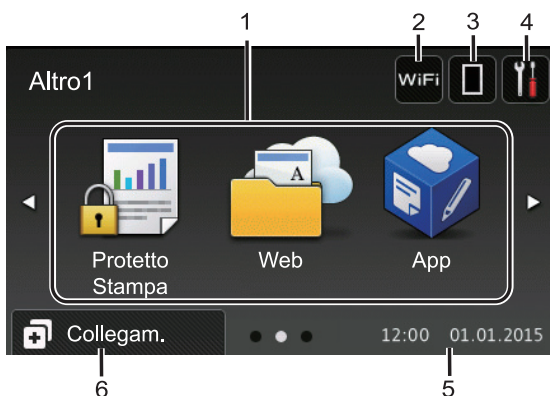 1 2 3 4
Altro1
WiFi
A
Protetto
Stampa
Web
App
Collegam.
12:00 01.01.2015
6 5